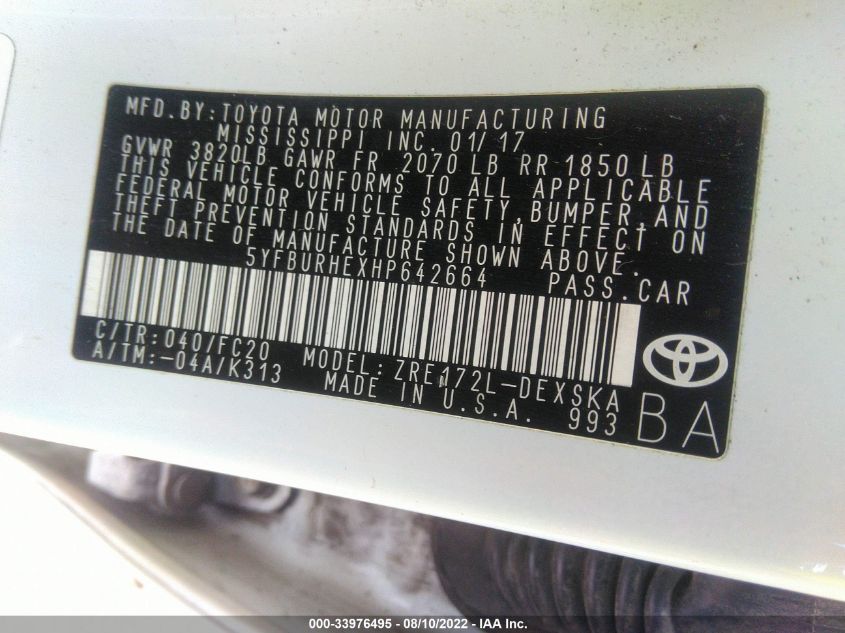 MFD.BY:TOYOTA MOTOR MANUFACTURING
MISSISSIPPI INC. 01/17
GVWR 3820LB GAWR FR 2070 LB RR 1850 LB
THIS VEHICLE CONFORMS TO ALL APPLICABLE
FEDERAL MOTOR VEHICLE SAFETY,BUMPER,AND
THEFT PREVENTION STANDARDS IN EFFECT ON
THE DATE OF MANUFACTURE SHOWN ABOVE.
5YFBURHEXHP642664 PASS.CAR
C/TR:040/FC20 MODEL:ZRE172L-DEXSKA
A/TM:-04A/K313 MADE IN U.S.A. 993
BA
000-33976495 - 08/10/2022 - IAA Inc.